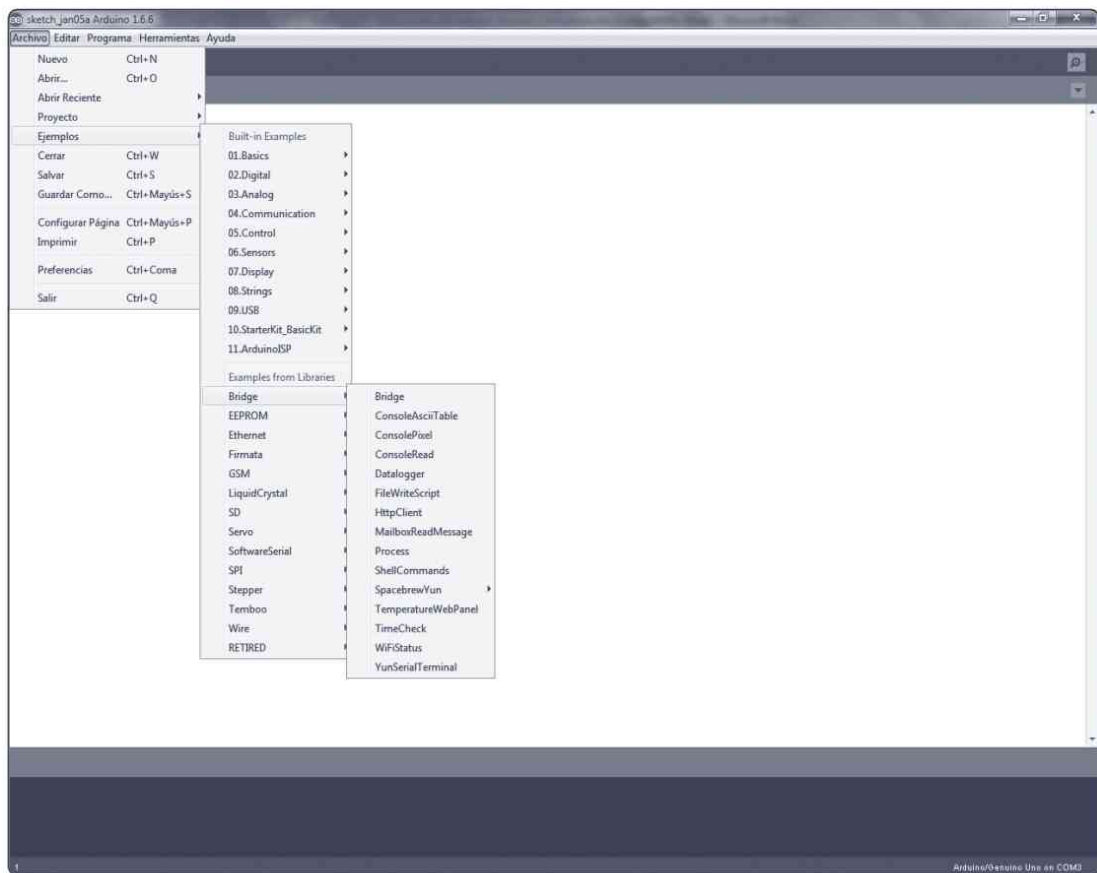 sketch_jan05a Arduino 1.6.6
Archivo Editar Programa Herramientas Ayuda
Nuevo Ctrl+N
Abrir... Ctrl+O
Abrir Reciente
Proyecto
Ejemplos
Cerrar Ctrl+W
Salvar Ctrl+S
Guardar Como... Ctrl+Mayús+S
Configurar Página Ctrl+Mayús+P
Imprimir Ctrl+P
Preferencias Ctrl+Coma
Salir Ctrl+Q
Built-in Examples
01.Basics
02.Digital
03.Analog
04.Communication
05.Control
06.Sensors
07.Display
08.Strings
09.USB
10.StarterKit_BasicKit
11.ArduinoISP
Examples from Libraries
Bridge
EEPROM
Ethernet
Firmata
GSM
LiquidCrystal
SD
Servo
SoftwareSerial
SPI
Stepper
Temboo
Wire
RETIRED
Bridge
ConsoleAsciiTable
ConsolePixel
ConsoleRead
Datalogger
FileWriteScript
HttpClient
MailboxReadMessage
Process
ShellCommands
SpacebrewYun
TemperatureWebPanel
TimeCheck
WiFiStatus
YunSerialTerminal
1 Arduino/Genuino Uno on COM3